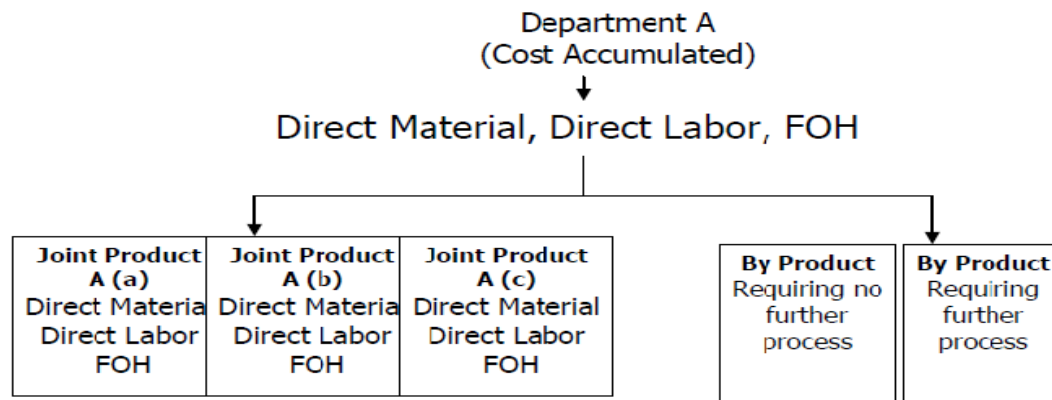 Department A
(Cost Accumulated)
Direct Material, Direct Labor, FOH
Joint Product
A (a)
Direct Materia
Direct Labor
FOH
Joint Product
A (b)
Direct Materia
Direct Labor
FOH
Joint Product
A (c)
Direct Material
Direct Labor
FOH
By Product
Requiring no
further
process
By Product
Requiring
further
process